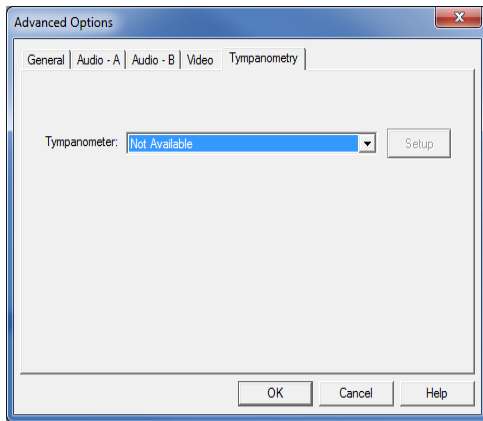 Advanced Options
General Audio - A Audio - B Video Tympanometry
Tympanometer: Not Available Setup
OK Cancel Help